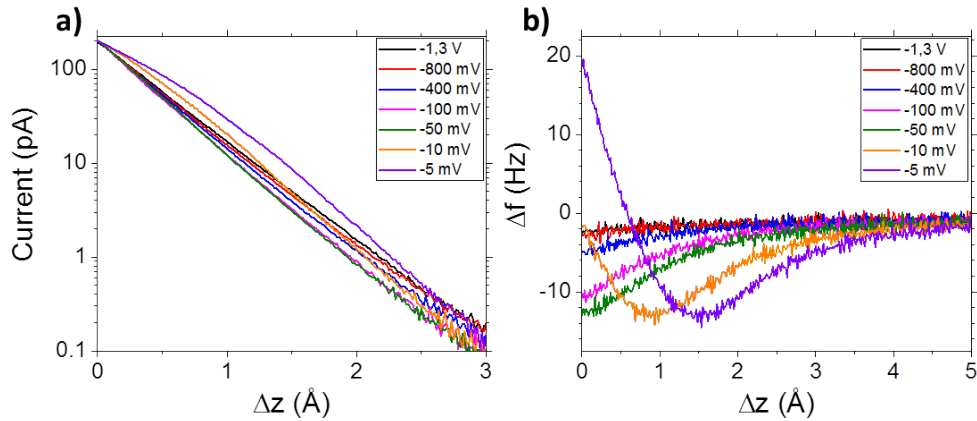 a)
Current (pA)
100
10
1
0.1
0
1
2
3
Δz (Å)
-1,3 V
-800 mV
-400 mV
-100 mV
-50 mV
-10 mV
-5 mV
b)
Δf (Hz)
20
10
0
-10
0
1
2
3
4
5
Δz (Å)
-1,3 V
-800 mV
-400 mV
-100 mV
-50 mV
-10 mV
-5 mV